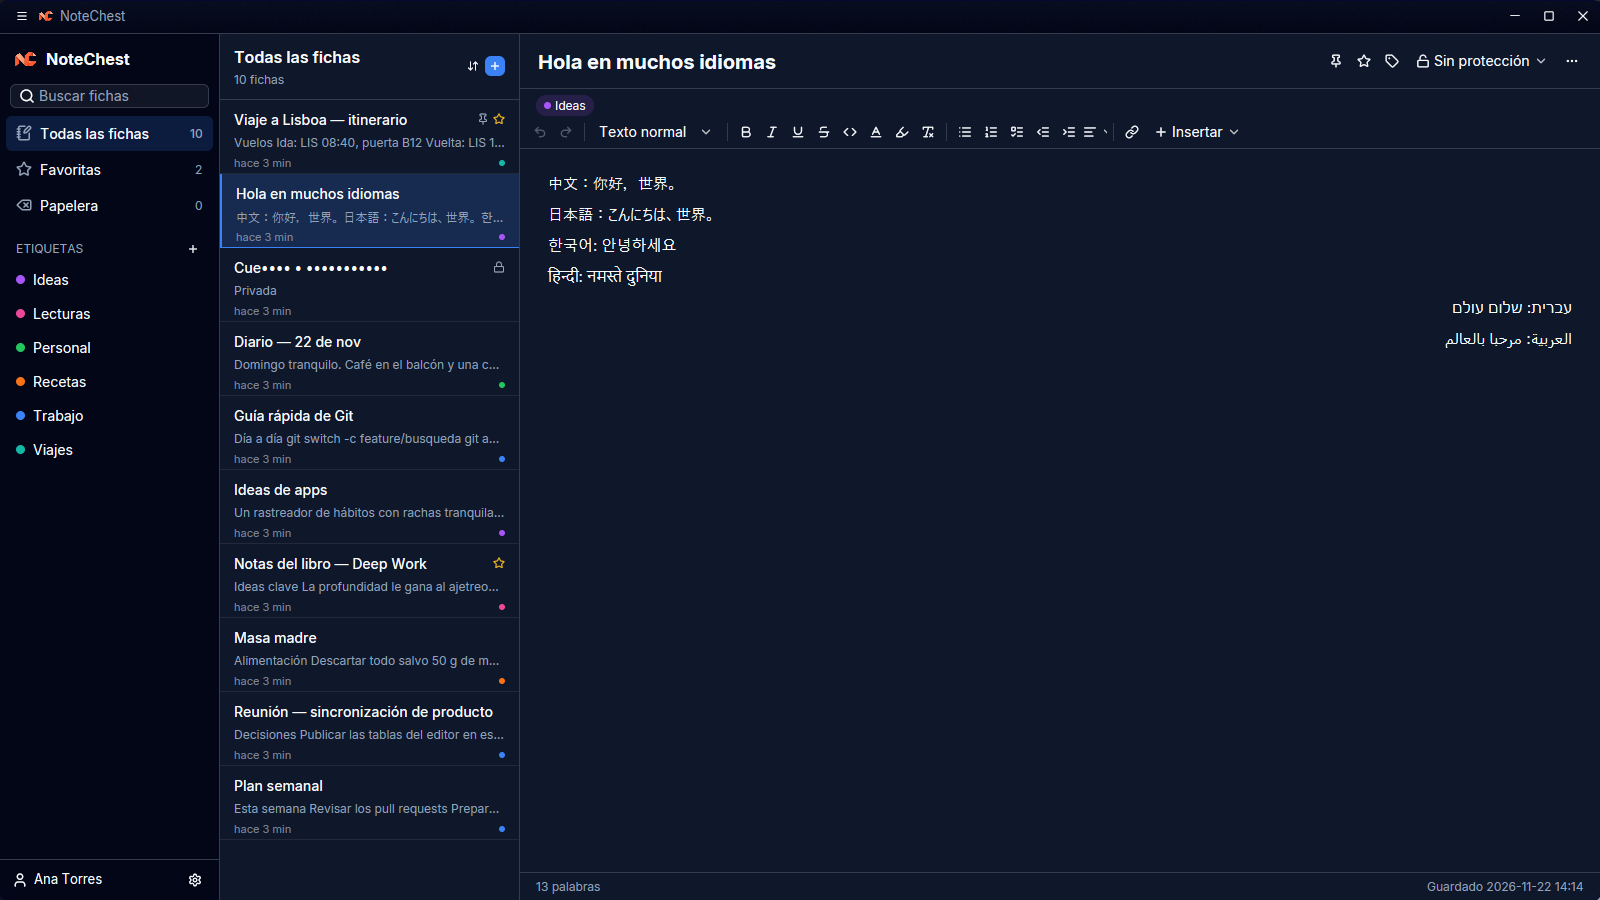 NoteChest
NoteChest
Buscar fichas
Todas las fichas 10
Favoritas 2
Papelera 0
ETIQUETAS
Ideas
Lecturas
Personal
Recetas
Trabajo
Viajes
Ana Torres
Todas las fichas
10 fichas
Viaje a Lisboa — itinerario
Vuelos Ida: LIS 08:40, puerta B12 Vuelta: LIS 1...
hace 3 min
Hola en muchos idiomas
中文：你好，世界。日本語：こんにちは、世界。한...
hace 3 min
Cue•••• • •••••••••••
Privada
hace 3 min
Diario — 22 de nov
Domingo tranquilo. Café en el balcón y una c...
hace 3 min
Guía rápida de Git
Día a día git switch -c feature/busqueda git a...
hace 3 min
Ideas de apps
Un rastreador de hábitos con rachas tranquila...
hace 3 min
Notas del libro — Deep Work
Ideas clave La profundidad le gana al ajetreo...
hace 3 min
Masa madre
Alimentación Descartar todo salvo 50 g de m...
hace 3 min
Reunión — sincronización de producto
Decisiones Publicar las tablas del editor en es...
hace 3 min
Plan semanal
Esta semana Revisar los pull requests Prepar...
hace 3 min
Hola en muchos idiomas
Sin protección
Ideas
Texto normal
Insertar
中文：你好，世界。
日本語：こんにちは、世界。
한국어: 안녕하세요
हिन्दी: नमस्ते दुनिया
עברית: שלום עולם
العربية: مرحبا بالعالم
13 palabras
Guardado 2026-11-22 14:14